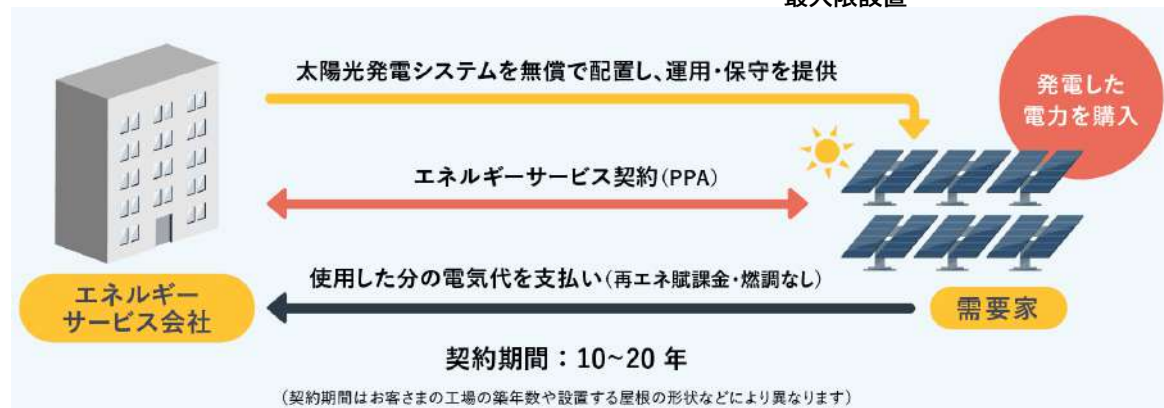 最大限設置
太陽光発電システムを無償で配置し、運用・保守を提供
発電した
電力を購入
エネルギーサービス契約(PPA)
使用した分の電気代を支払い(再エネ賦課金・燃調なし)
エネルギー
サービス会社
需要家
契約期間：10~20 年
(契約期間はお客さまの工場の築年数や設置する屋根の形状などにより異なります)